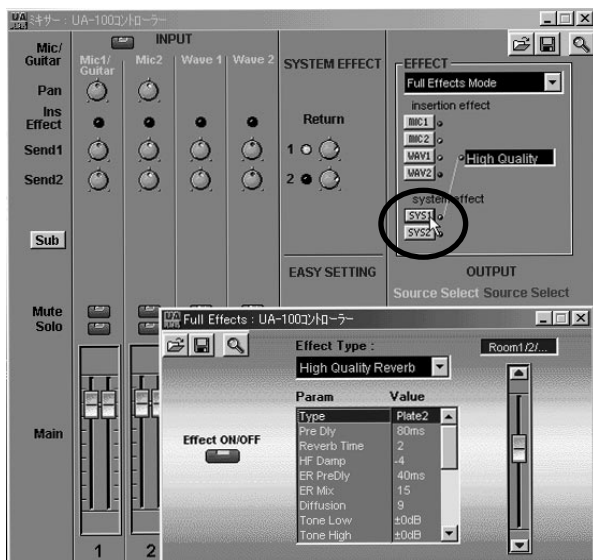 UA ミキサー : UA-100コントローラー
INPUT
Mic/
Guitar
Mic1/
Guitar
Mic2
Wave 1
Wave 2
Pan
Ins
Effect
Send1
Send2
Sub
Mute
Solo
Main
1
2
SYSTEM EFFECT
Return
1
2
EASY SETTING
EFFECT
Full Effects Mode
insertion effect
MIC1
MIC2
WAV1
WAV2
High Quality
system effect
SYS1
SYS2
OUTPUT
Source Select Source Select
UA Full Effects : UA-100コントローラー
Effect Type :
High Quality Reverb
Room1/2/...
Param Value
Type Plate2
Pre Dly 80ms
Reverb Time 2
HF Damp -4
ER PreDly 40ms
ER Mix 15
Diffusion 9
Tone Low ±0dB
Tone High ±0dB
Effect ON/OFF